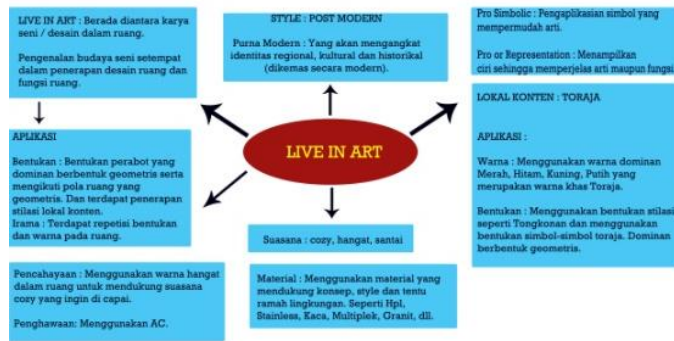 LIVE IN ART : Berada diantara karya
seni / desain dalam ruang.
Pengenalan budaya seni setempat
dalam penerapan desain ruang dan
fungsi ruang.
STYLE : POST MODERN
Purna Modern : Yang akan mengangkat
identitas regional, kultural dan historikal
(dikemas secara modern).
Pro Simbolic : Pengaplikasian simbol yang
mempermudah arti.
Pro or Representation : Menampilkan
ciri sehingga memperjelas arti maupun fungsi
APLIKASI
Bentukan : Bentukan perabot yang
dominan berbentuk geometris serta
mengikuti pola ruang yang
geometris. Dan terdapat penerapan
stilasi lokal konten.
Irama : Terdapat repetisi bentukan
dan warna pada ruang.
LIVE IN ART
LOKAL KONTEN : TORAJA
APLIKASI :
Warna : Menggunakan warna dominan
Merah, Hitam, Kuning, Putih yang
merupakan warna khas Toraja.
Bentukan : Menggunakan bentukan stilasi
seperti Tongkonan dan menggunakan
bentukan simbol-simbol toraja. Dominan
berbentuk geometris.
Suasana : cozy, hangat, santai
Pencahayaan : Menggunakan warna hangat
dalam ruang untuk mendukung suasana
cozy yang ingin di capai.
Penghawaan: Menggunakan AC.
Material : Menggunakan material yang
mendukung konsep, style dan tentu
ramah lingkungan. Seperti Hpl,
Stainless, Kaca, Multiplek, Granit, dll.